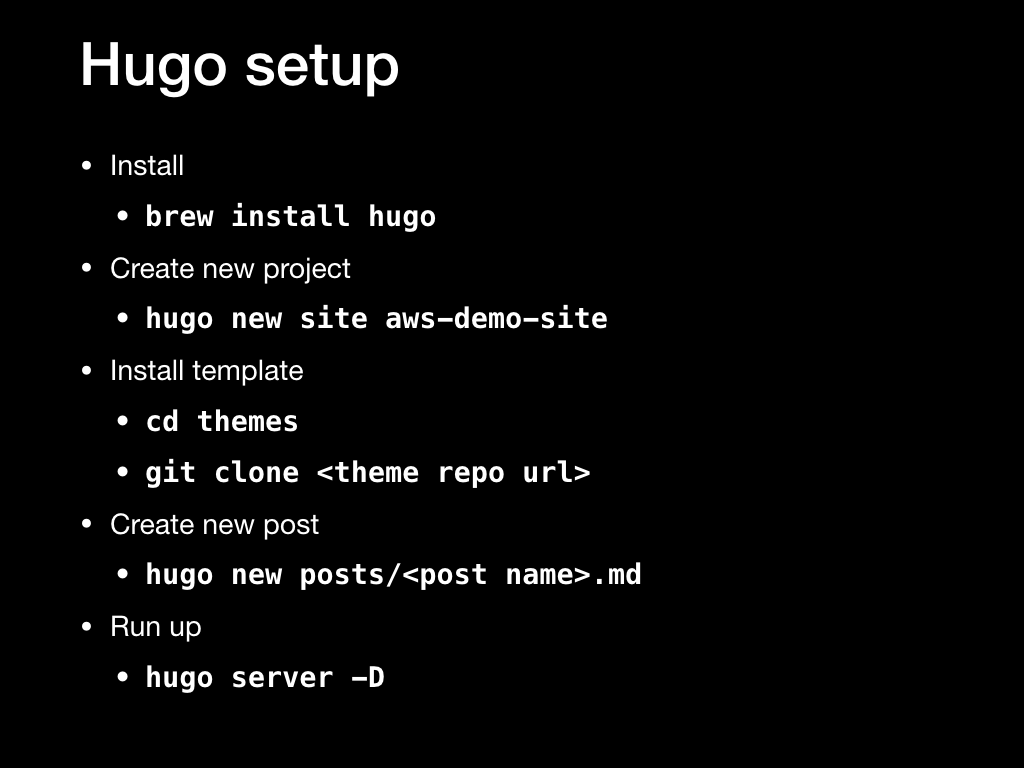 Hugo setup
• Install
• brew install hugo
• Create new project
• hugo new site aws-demo-site
• Install template
• cd themes
• git clone <theme repo url>
• Create new post
• hugo new posts/<post name>.md
• Run up
• hugo server -D